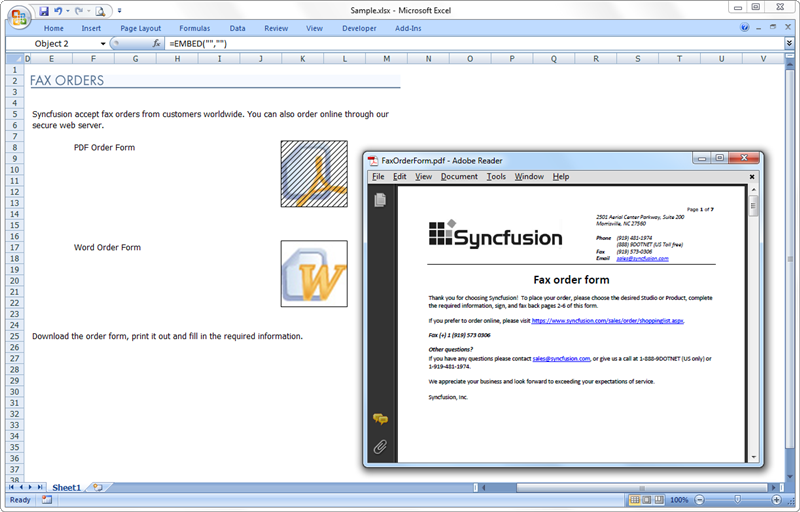 Sample.xlsx - Microsoft Excel
Home Insert Page Layout Formulas Data Review View Developer Add-Ins
Object 2 fx =EMBED("","")
D E F G H I J K L M N O P Q R S T U V
1
2 FAX ORDERS
3
4
5 Syncfusion accept fax orders from customers worldwide. You can also order online through our
6 secure web server.
7
8 PDF Order Form
9
10
11
12
13
14
15
16
17 Word Order Form
18
19
20
21
22
23
24
25 Download the order form, print it out and fill in the required information.
26
27
28
29
30
31
32
33
34
35
36
37
38
W
FaxOrderForm.pdf - Adobe Reader
File Edit View Document Tools Window Help
Page 1 of 7
2501 Aerial Center Parkway, Suite 200
Morrisville, NC 27560
Syncfusion
Phone (919) 481-1974
(888) 9DOTNET (US Toll free)
Fax (919) 573-0306
Email sales@syncfusion.com
Fax order form
Thank you for choosing Syncfusion! To place your order, please choose the desired Studio or Product, complete
the required information, sign, and fax back pages 2-6 of this form.
If you prefer to order online, please visit https://www.syncfusion.com/sales/order/shoppinglist.aspx.
Fax (+) 1 (919) 573 0306
Other questions?
If you have any questions please contact sales@syncfusion.com, or give us a call at 1-888-9DOTNET (US only) or
1-919-481-1974.
We appreciate your business and look forward to exceeding your expectations of service.
Syncfusion, Inc.
Sheet1
Ready 100%